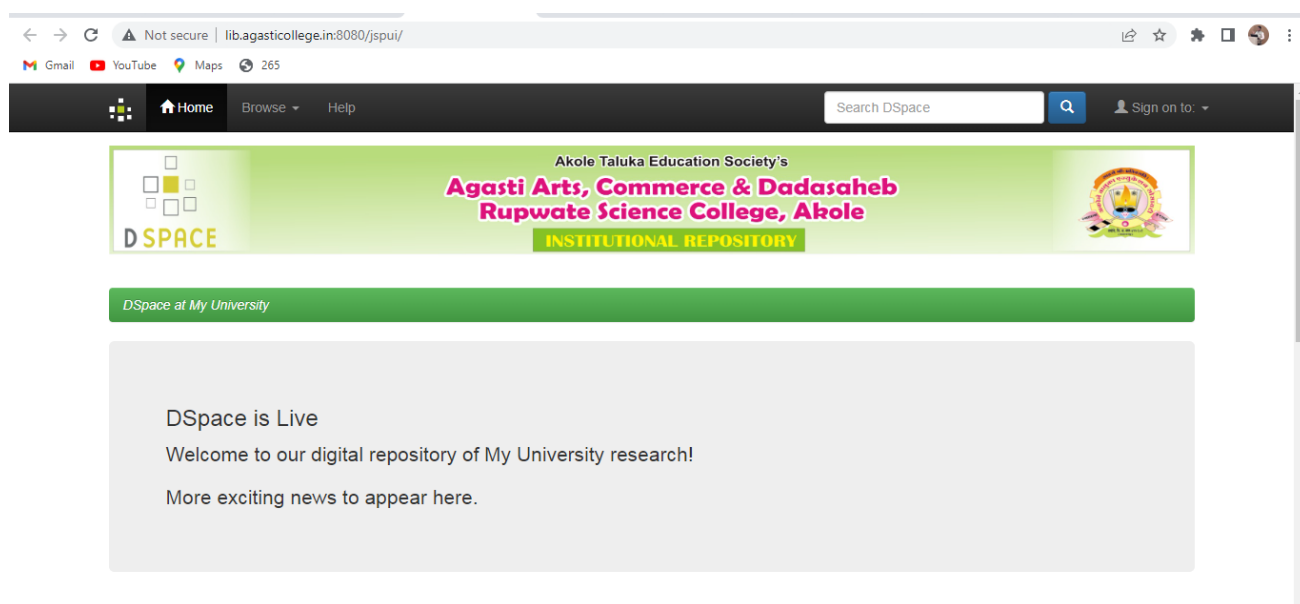 Not secure | lib.agasticollege.in:8080/jspui/
Gmail YouTube Maps 265
Home Browse Help Search DSpace Sign on to:
Akole Taluka Education Society's
Agasti Arts, Commerce & Dadasaheb
Rupwate Science College, Akole
DSPACE INSTITUTIONAL REPOSITORY
DSpace at My University
DSpace is Live
Welcome to our digital repository of My University research!
More exciting news to appear here.